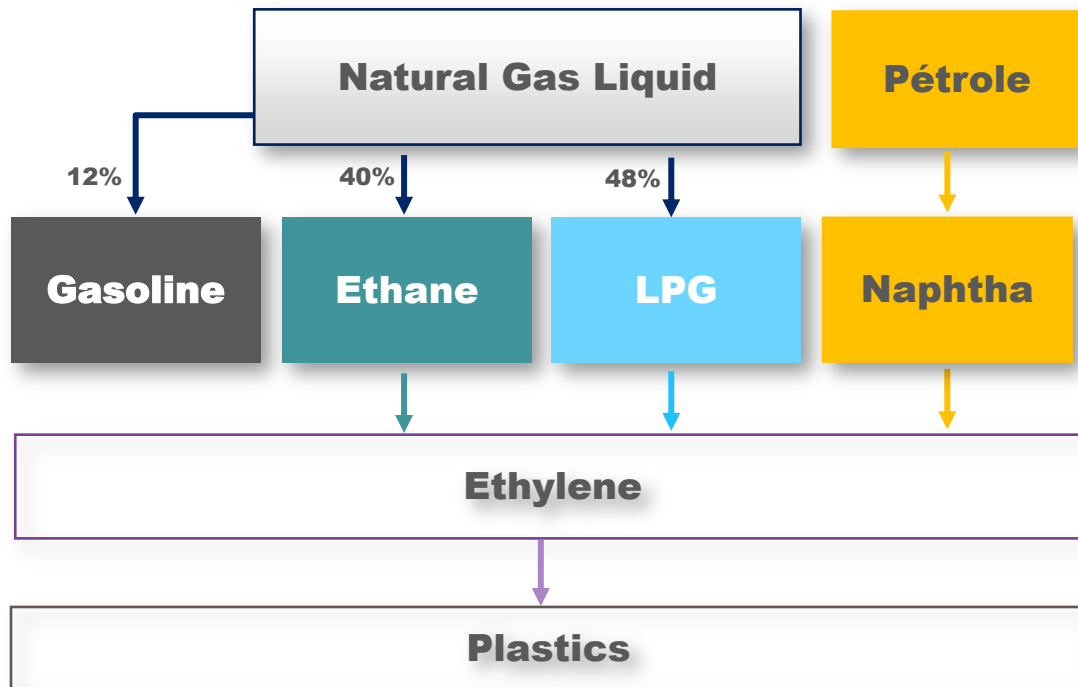 Natural Gas Liquid
Pétrole
12%
40%
48%
Gasoline
Ethane
LPG
Naphtha
Ethylene
Plastics